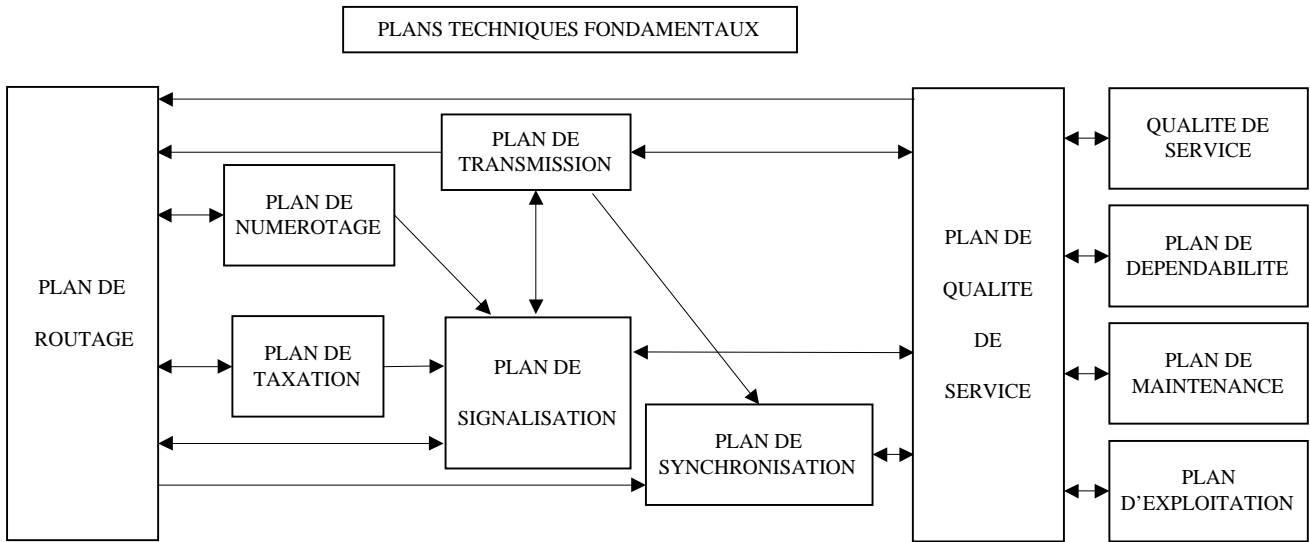 PLANS TECHNIQUES FONDAMENTAUX
PLAN DE
ROUTAGE
PLAN DE
TRANSMISSION
PLAN DE
NUMEROTAGE
PLAN DE
TAXATION
PLAN DE
SIGNALISATION
PLAN DE
SYNCHRONISATION
PLAN DE
QUALITE
DE
SERVICE
QUALITE DE
SERVICE
PLAN DE
DEPENDABILITE
PLAN DE
MAINTENANCE
PLAN
D'EXPLOITATION